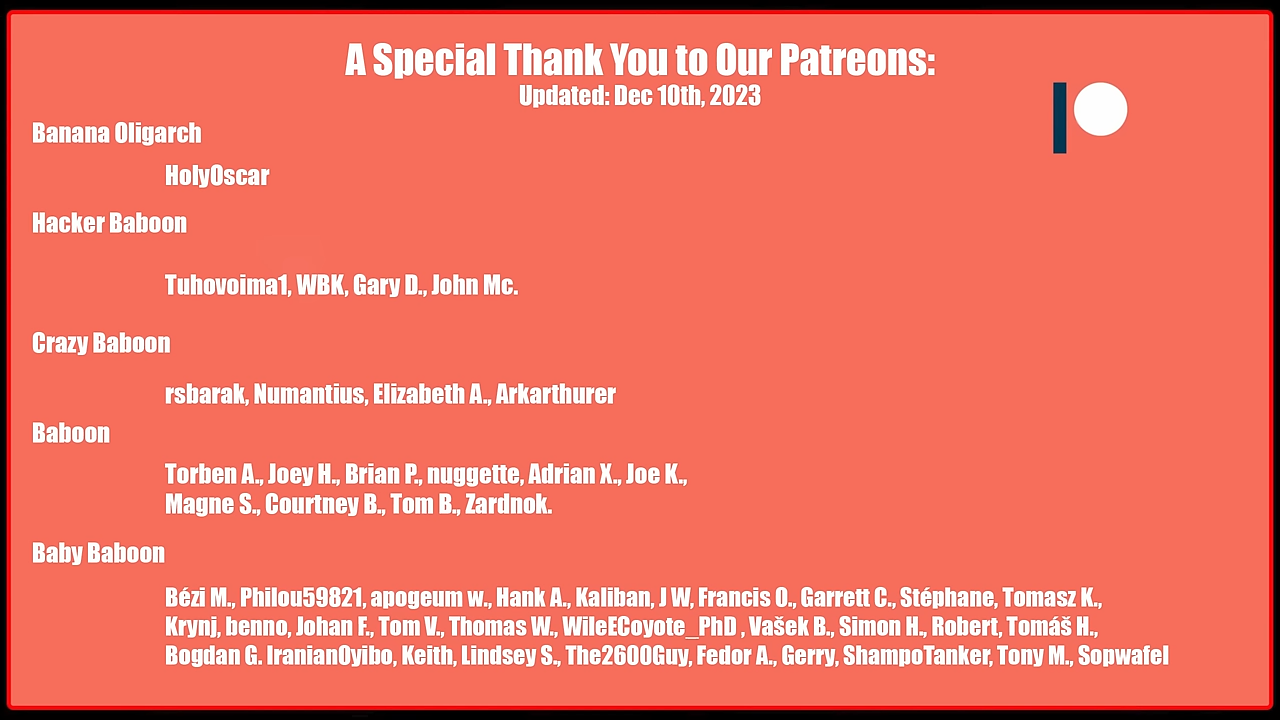 A Special Thank You to Our Patreons:
Updated: Dec 10th, 2023
Banana Oligarch
HolyOscar
Hacker Baboon
Tuhovoima1, WBK, Gary D., John Mc.
Crazy Baboon
rsbarak, Numantius, Elizabeth A., Arkarthurer
Baboon
Torben A., Joey H., Brian P., nuggette, Adrian X., Joe K.,
Magne S., Courtney B., Tom B., Zardnok.
Baby Baboon
Bézi M., Philou59821, apogeum w., Hank A., Kaliban, J W, Francis O., Garrett C., Stéphane, Tomasz K.,
Krynj, benno, Johan F., Tom V., Thomas W., WileECoyote_PhD , Vašek B., Simon H., Robert, Tomáš H.,
Bogdan G. IranianOyibo, Keith, Lindsey S., The2600Guy, Fedor A., Gerry, ShampoTanker, Tony M., Sopwafel